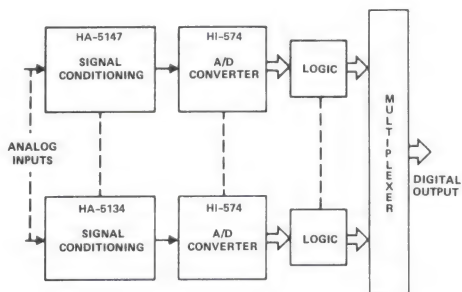 HA-5147
SIGNAL
CONDITIONING
HI-574
A/D
CONVERTER
LOGIC
MULTIPLEXER
ANALOG
INPUTS
DIGITAL
OUTPUT
HA-5134
SIGNAL
CONDITIONING
HI-574
A/D
CONVERTER
LOGIC